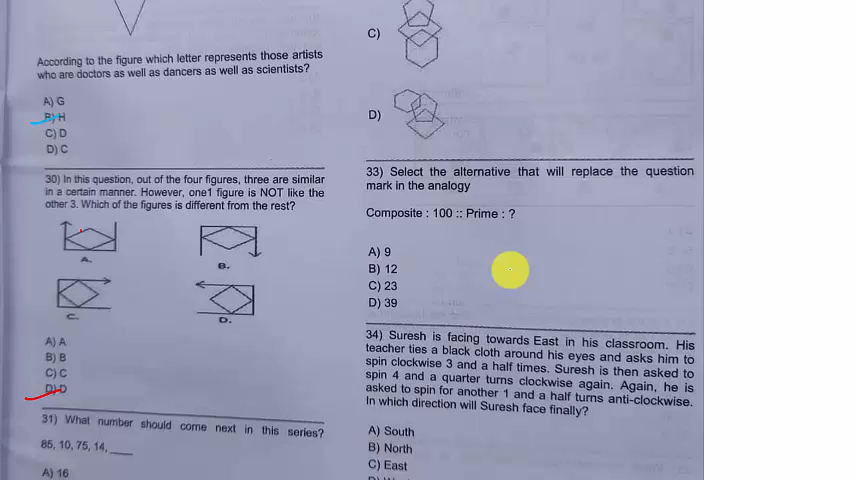 According to the figure which letter represents those artists
who are doctors as well as dancers as well as scientists?
A) G
B) H
C) D
D) C
30) In this question, out of the four figures, three are similar
in a certain manner. However, one1 figure is NOT like the
other 3. Which of the figures is different from the rest?
A.
B.
C.
D.
A) A
B) B
C) C
D) D
31) What number should come next in this series?
85, 10, 75, 14, ____
A) 16
C)
D)
33) Select the alternative that will replace the question
mark in the analogy
Composite : 100 :: Prime : ?
A) 9
B) 12
C) 23
D) 39
34) Suresh is facing towards East in his classroom. His
teacher ties a black cloth around his eyes and asks him to
spin clockwise 3 and a half times. Suresh is then asked to
spin 4 and a quarter turns clockwise again. Again, he is
asked to spin for another 1 and a half turns anti-clockwise.
In which direction will Suresh face finally?
A) South
B) North
C) East